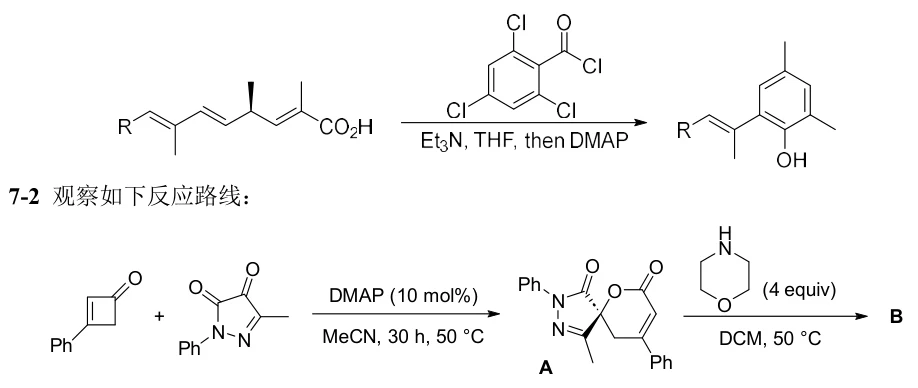 Cl
O
Cl
Cl
Cl
R
CO₂H
Et₃N, THF, then DMAP
R
OH
7-2 观察如下反应路线：
O
Ph
+
O
O
N
N
Ph
DMAP (10 mol%)
MeCN, 30 h, 50 °C
Ph
O
O
O
N
N
Ph
A
H
N
O
(4 equiv)
DCM, 50 °C
B